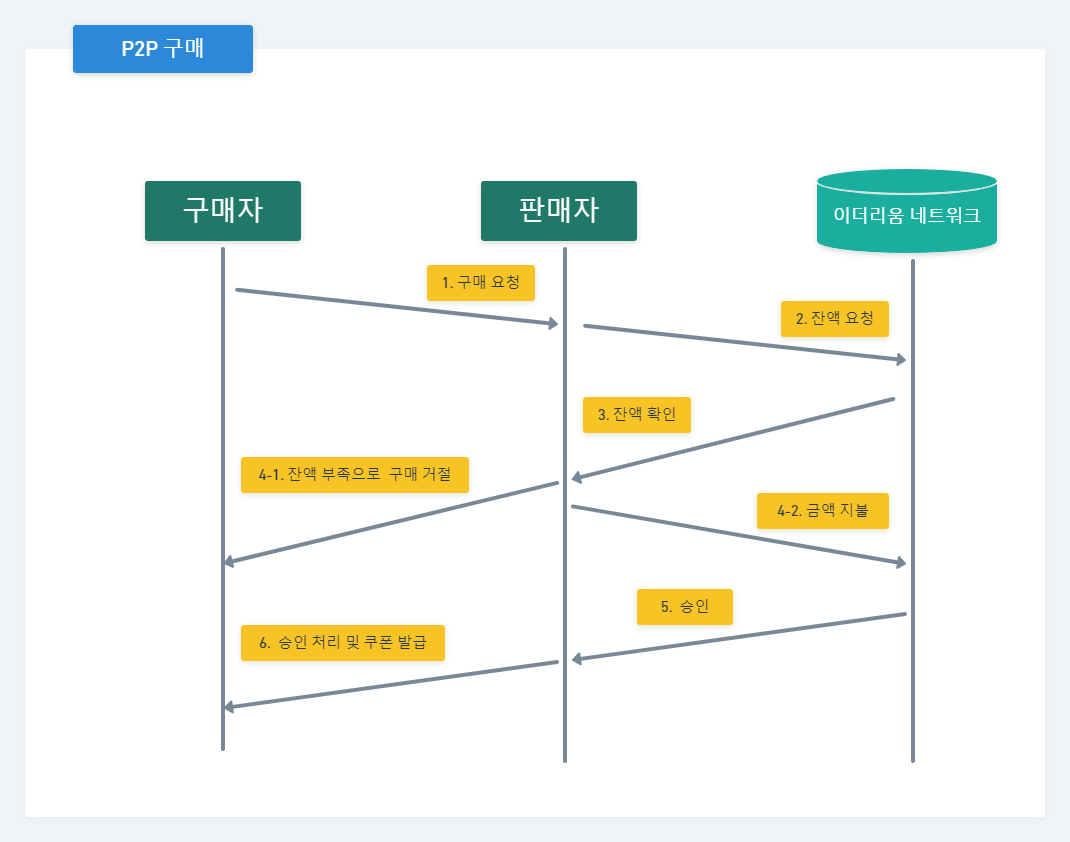 P2P 구매
구매자
판매자
이더리움 네트워크
1. 구매 요청
2. 잔액 요청
3. 잔액 확인
4-1. 잔액 부족으로 구매 거절
4-2. 금액 지불
5. 승인
6. 승인 처리 및 쿠폰 발급